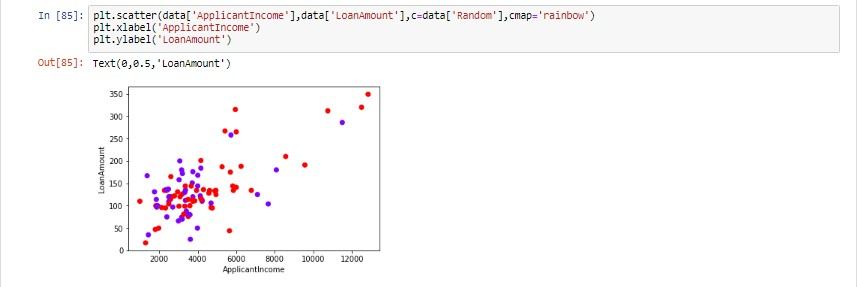 In [85]: plt.scatter(data['ApplicantIncome'],data['LoanAmount'],c=data['Random'],cmap='rainbow')
plt.xlabel('ApplicantIncome')
plt.ylabel('LoanAmount')
Out[85]: Text(0,0.5,'LoanAmount')
350
300
250
200
150
100
50
0
LoanAmount
2000 4000 6000 8000 10000 12000
ApplicantIncome